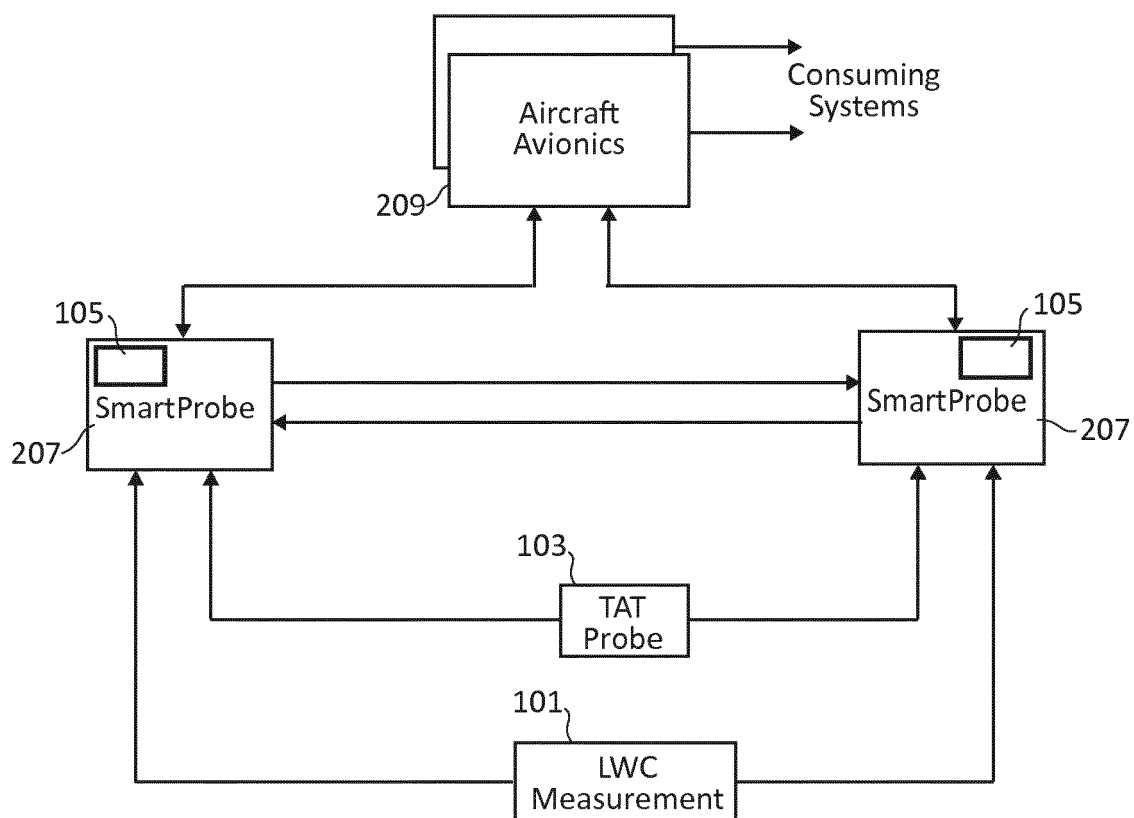 Consuming
Systems
Aircraft
Avionics
209
105
105
SmartProbe
SmartProbe
207
207
103
TAT
Probe
101
LWC
Measurement